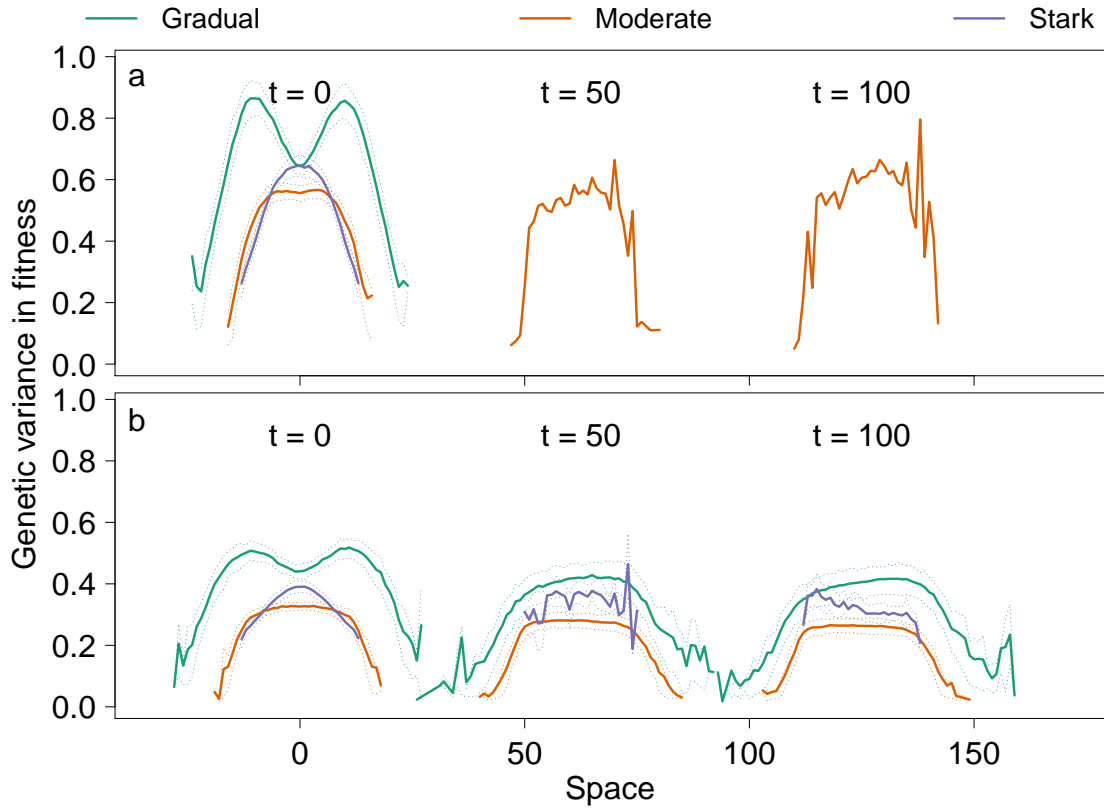 Gradual Moderate Stark
Genetic variance in fitness
a
t = 0 t = 50 t = 100
1.0
0.8
0.6
0.4
0.2
0.0
b
t = 0 t = 50 t = 100
1.0
0.8
0.6
0.4
0.2
0.0
0 50 100 150
Space